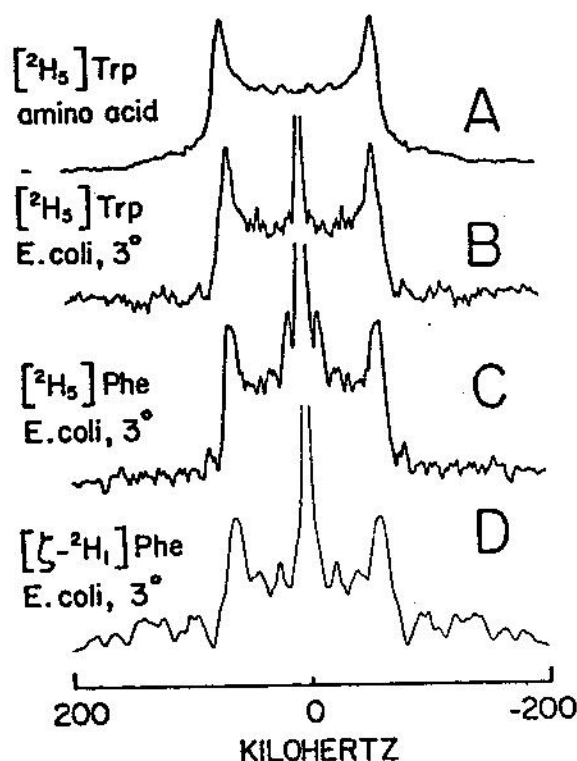 [²H₅]Trp
amino acid
A
[²H₅]Trp
E.coli, 3°
B
[²H₅]Phe
E.coli, 3°
C
[ζ-²H₁]Phe
E.coli, 3°
D
200
0
-200
KILOHERTZ